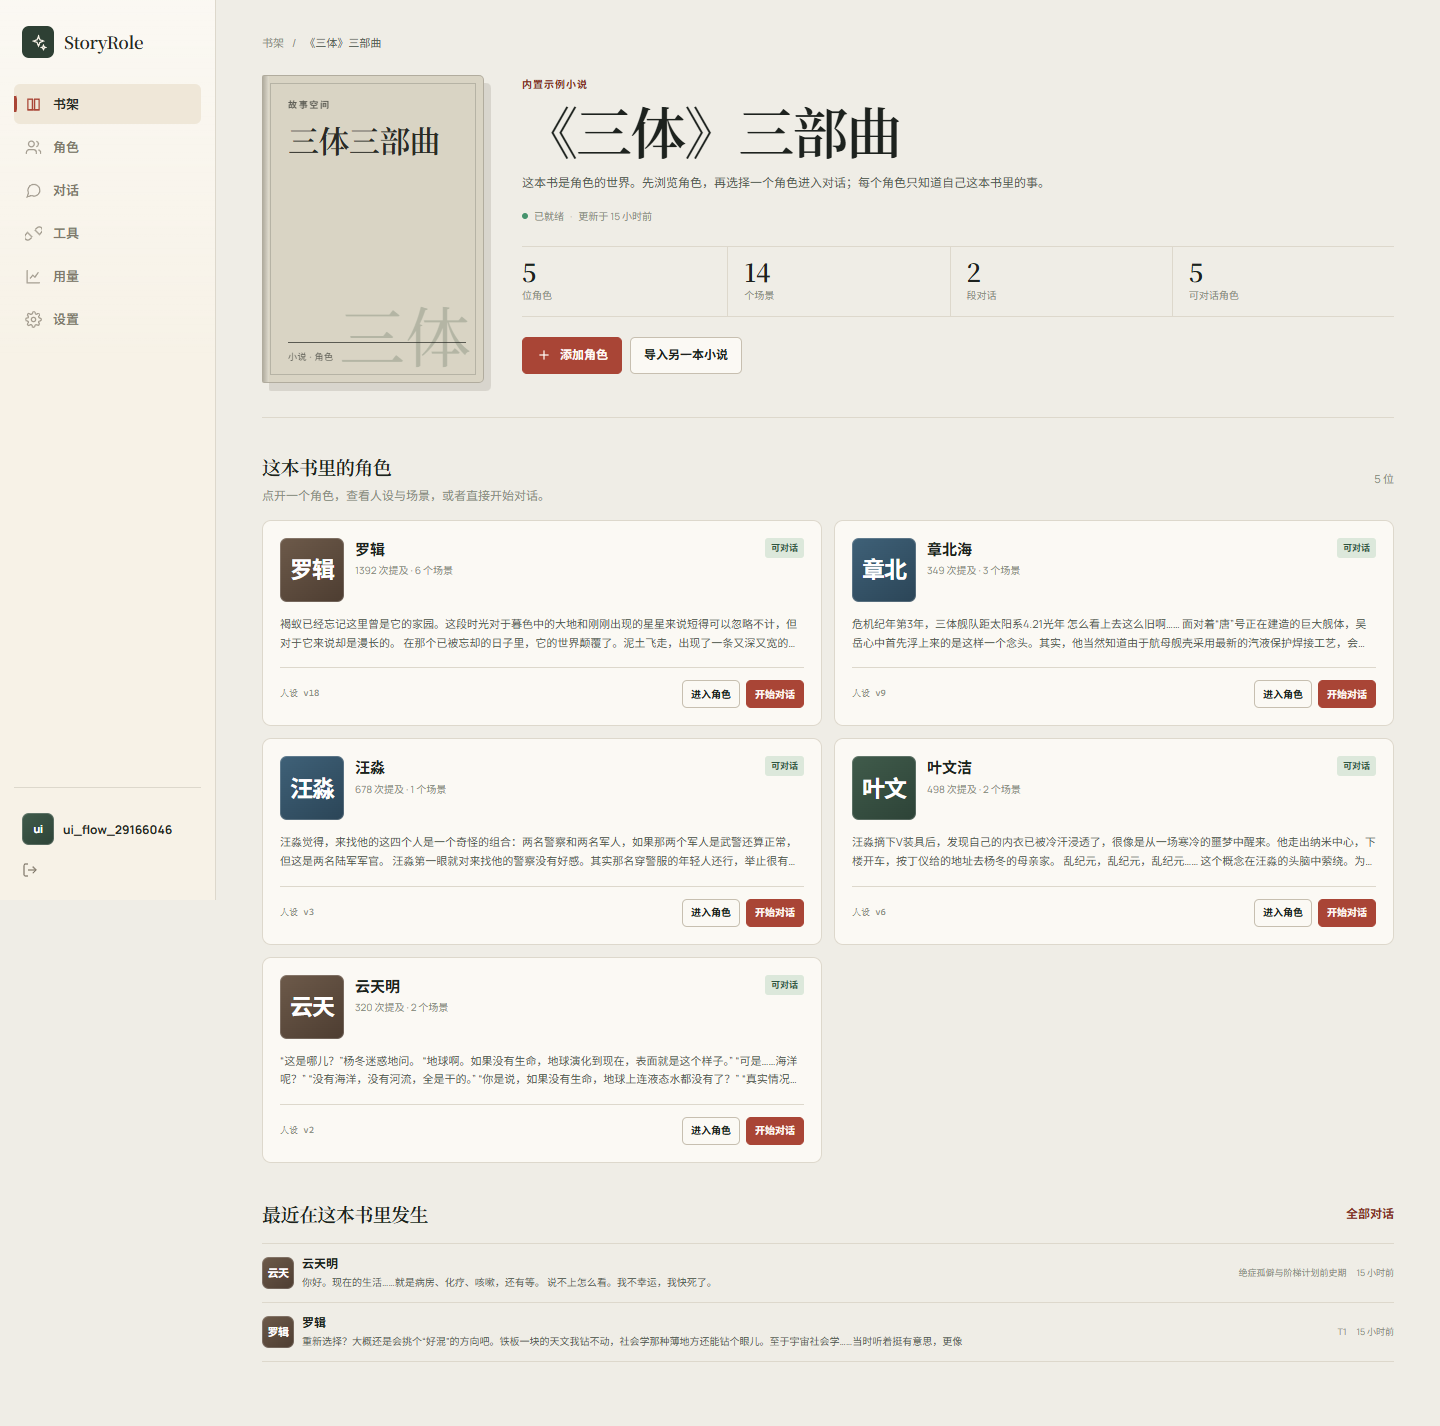 StoryRole
书架
角色
对话
工具
用量
设置
ui
ui_flow_29166046
书架 / 《三体》三部曲
故事空间
三体三部曲
三体
小说 · 角色
内置示例小说
《三体》三部曲
这本书是角色的世界。先浏览角色，再选择一个角色进入对话；每个角色只知道自己这本书里的事。
已就绪 · 更新于 15 小时前
5
位角色
14
个场景
2
段对话
5
可对话角色
添加角色
导入另一本小说
这本书里的角色
点开一个角色，查看人设与场景，或者直接开始对话。
5 位
罗辑
罗辑
可对话
1392 次提及 · 6 个场景
褐蚁已经忘记这里曾是它的家园。这段时光对于暮色中的大地和刚刚出现的星星来说短得可以忽略不计，但
对于它来说却是漫长的。 在那个已被忘却的日子里，它的世界颠覆了。泥土飞走，出现了一条又深又宽的...
人设 v18
进入角色
开始对话
章北
章北海
可对话
349 次提及 · 3 个场景
危机纪年第3年，三体舰队距太阳系4.21光年 怎么看上去这么旧啊…… 面对着“唐”号正在建造的巨大舰体，吴
岳心中首先浮上来的是这样一个念头。其实，他当然知道由于航母舰壳采用最新的汽液保护焊接工艺，会...
人设 v9
进入角色
开始对话
汪淼
汪淼
可对话
678 次提及 · 1 个场景
汪淼觉得，来找他的这四个人是一个奇怪的组合：两名警察和两名军人，如果那两个军人是武警还算正常，
但这是两名陆军军官。 汪淼第一眼就对来找他的警察没有好感。其实那名穿警服的年轻人还行，举止很有...
人设 v3
进入角色
开始对话
叶文
叶文洁
可对话
498 次提及 · 2 个场景
汪淼摘下V装具后，发现自己的内衣已被冷汗浸透了，很像是从一场寒冷的噩梦中醒来。他走出纳米中心，下
楼开车，按丁仪给的地址去杨冬的母亲家。 乱纪元，乱纪元，乱纪元…… 这个概念在汪淼的头脑中萦绕。为...
人设 v6
进入角色
开始对话
云天
云天明
可对话
320 次提及 · 2 个场景
“这是哪儿？”杨冬迷惑地问。 “地球啊。如果没有生命，地球演化到现在，表面就是这个样子。” “可是……海洋
呢？” “没有海洋，没有河流，全是干的。” “你是说，如果没有生命，地球上连液态水都没有了？” “真实情况...
人设 v2
进入角色
开始对话
最近在这本书里发生
全部对话
云天
云天明
你好。现在的生活……就是病房、化疗、咳嗽，还有等。 说不上怎么看。我不幸运，我快死了。
绝症孤僻与阶梯计划前史期 15 小时前
罗辑
罗辑
重新选择？大概还是会挑个“好混”的方向吧。铁板一块的天文我钻不动，社会学那种薄地方还能钻个眼儿。至于宇宙社会学……当时听着挺有意思，更像
T1 15 小时前